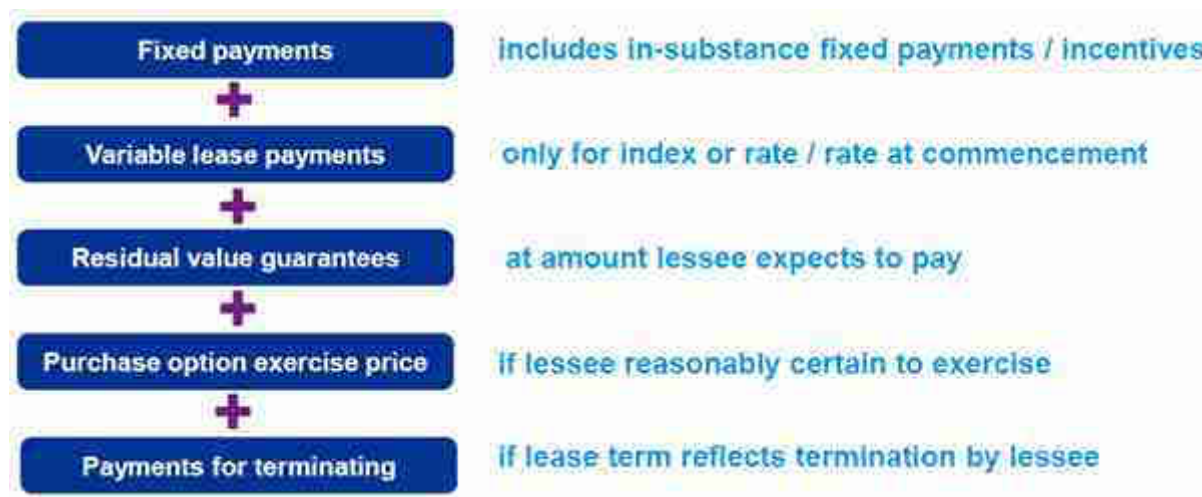 Fixed payments includes in-substance fixed payments / incentives
+
Variable lease payments only for index or rate / rate at commencement
+
Residual value guarantees at amount lessee expects to pay
+
Purchase option exercise price if lessee reasonably certain to exercise
+
Payments for terminating if lease term reflects termination by lessee